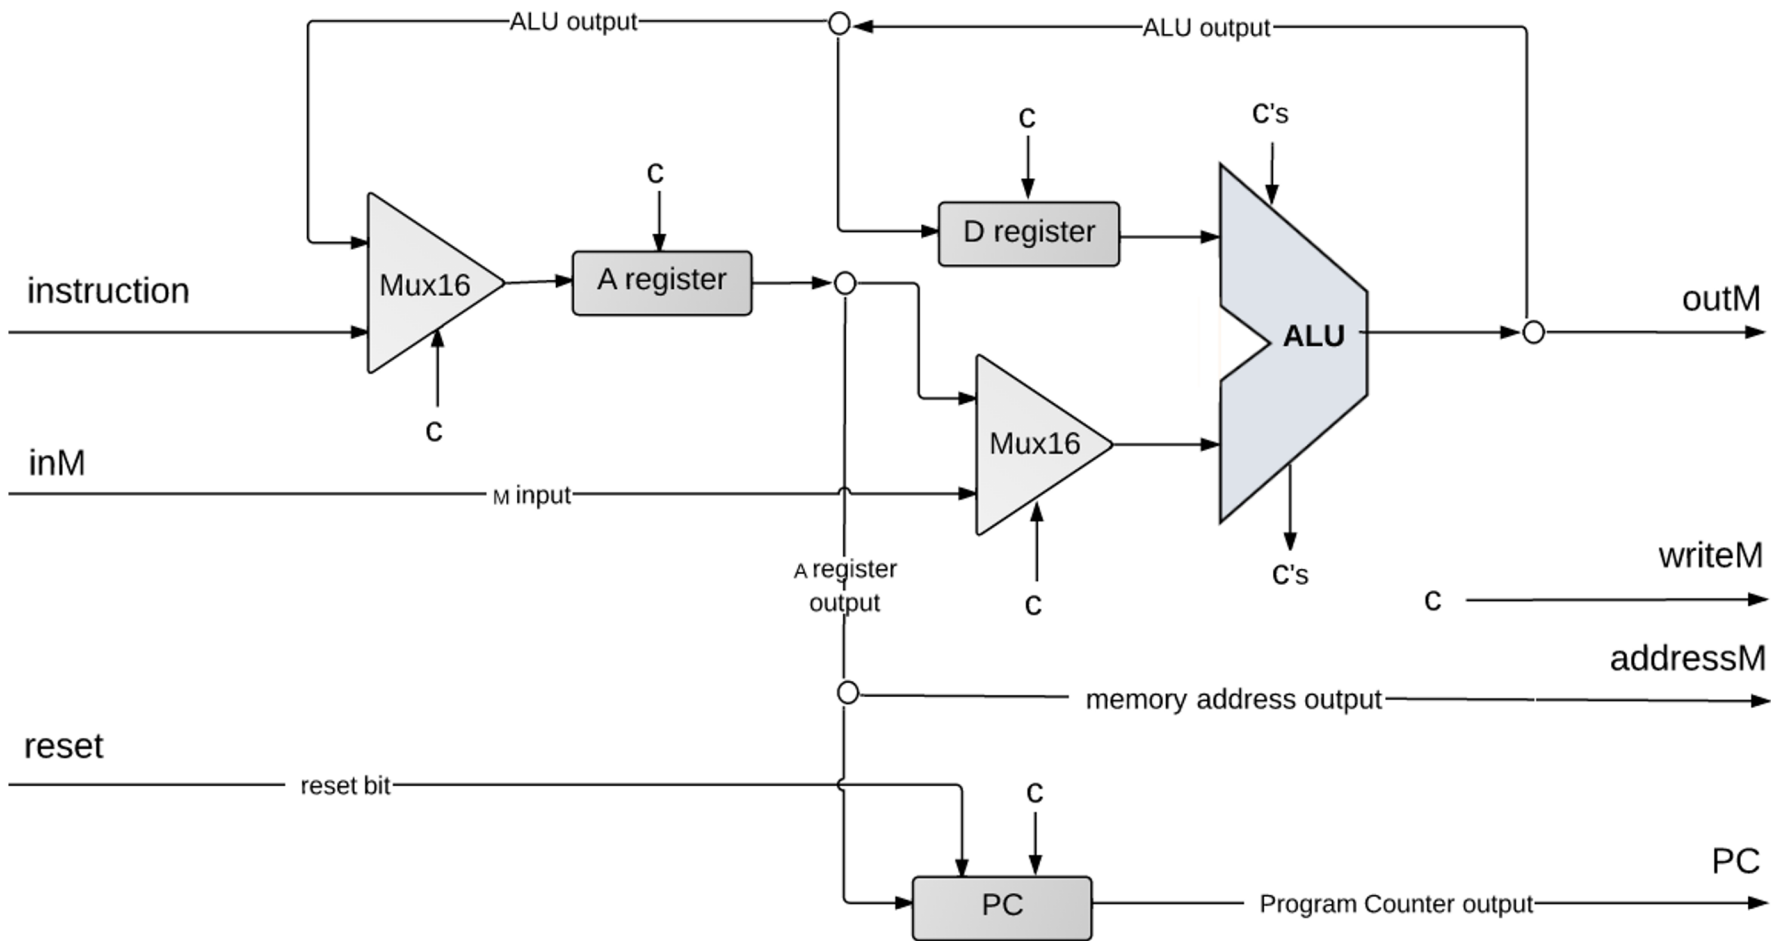 ALU output
ALU output
c
c's
c
D register
A register
Mux16
instruction
outM
ALU
c
Mux16
inM
M input
writeM
A register
output
c's
c
c
addressM
memory address output
reset
reset bit
c
PC
PC
Program Counter output